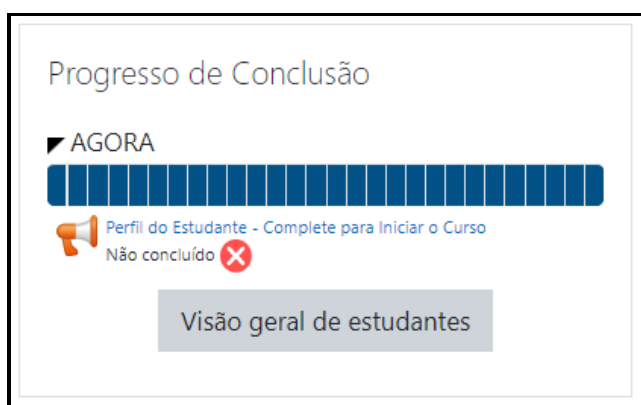 Progresso de Conclusão
AGORA
Perfil do Estudante - Complete para Iniciar o Curso
Não concluído
Visão geral de estudantes